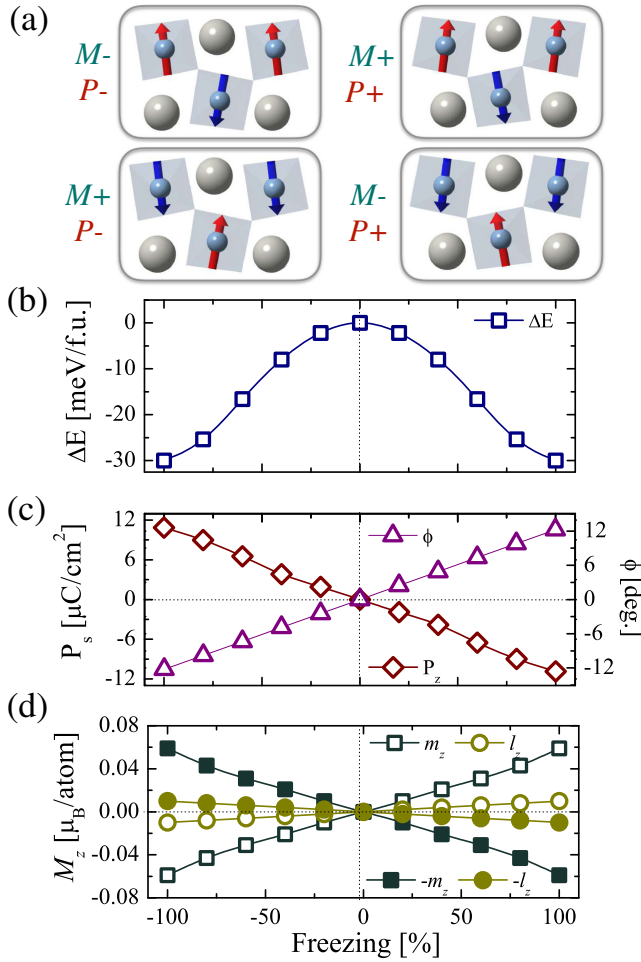 (a)
M-
P-
M+
P+
M+
P-
M-
P+
(b)
ΔE [meV/f.u.]
0
-10
-20
-30
ΔE
(c)
P_s [μC/cm²]
12
6
0
-6
-12
ϕ
P_z
12
6
0
-6
-12
ϕ [deg.]
(d)
M_z [μ_B/atom]
0.08
0.04
0.00
-0.04
-0.08
m_z l_z
-m_z -l_z
-100 -50 0 50 100
Freezing [%]